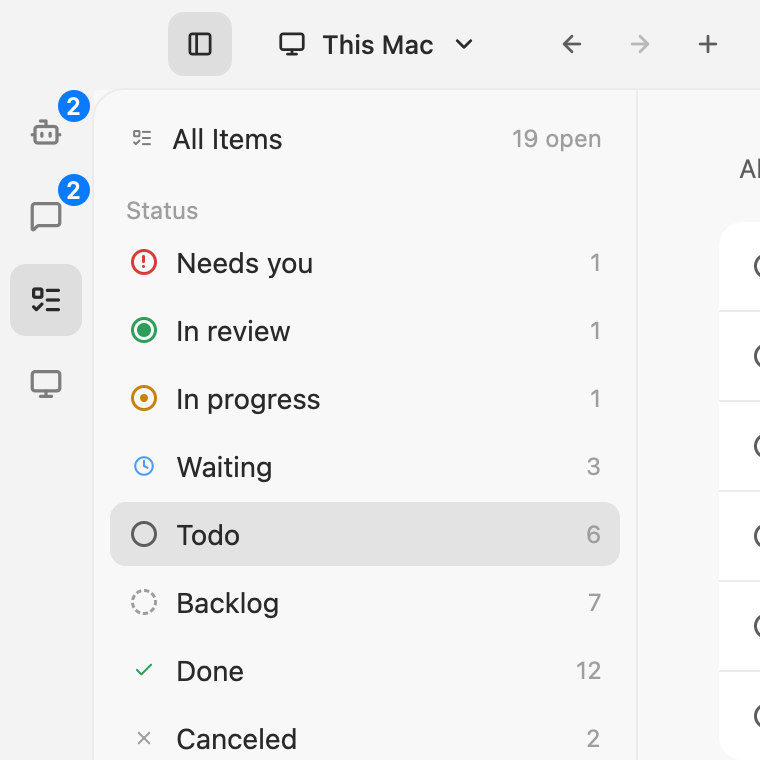 This Mac
2
All Items 19 open
2
Status
Needs you 1
In review 1
In progress 1
Waiting 3
Todo 6
Backlog 7
Done 12
Canceled 2